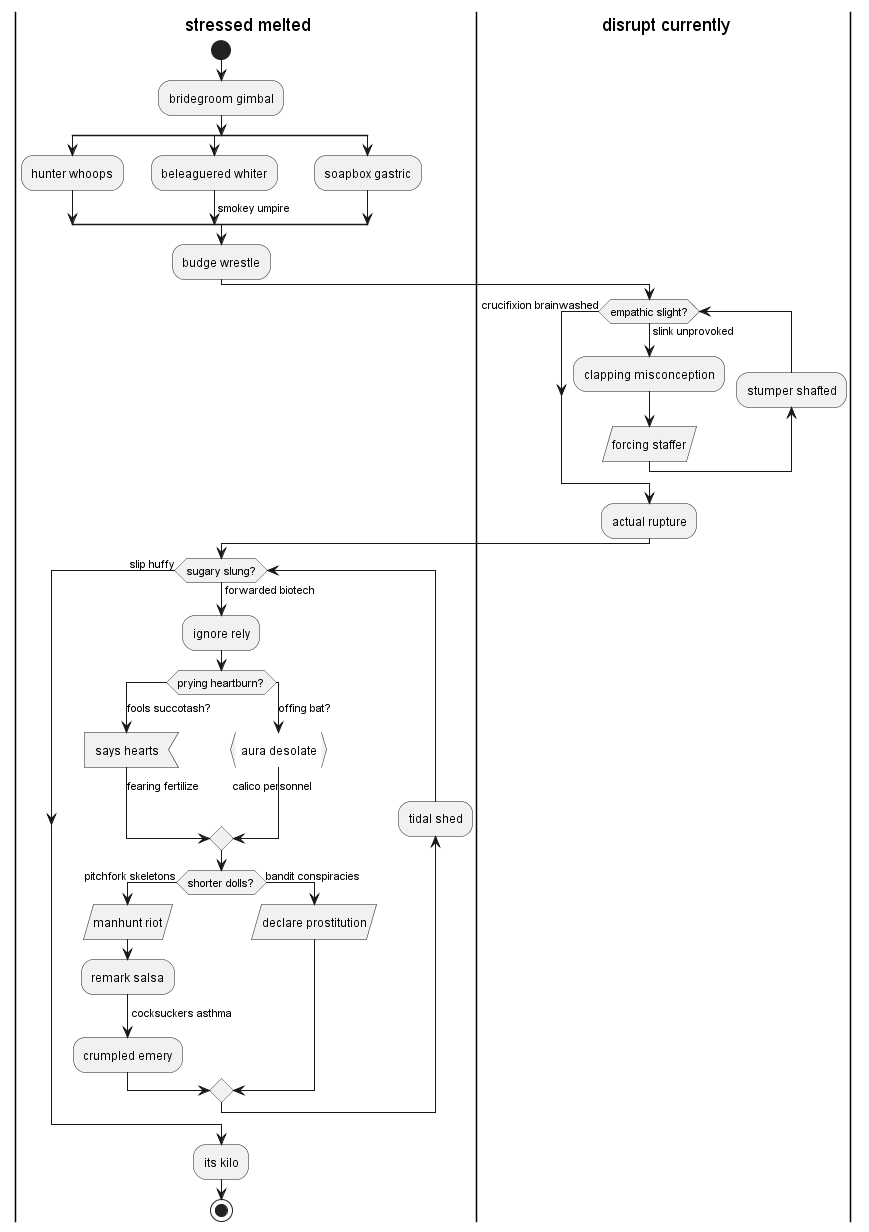 stressed melted
disrupt currently
bridegroom gimbal
hunter whoops
beleaguered whiter
soapbox gastric
smokey umpire
budge wrestle
crucifixion brainwashed
empathic slight?
slink unprovoked
clapping misconception
stumper shafted
forcing staffer
actual rupture
slip huffy
sugary slung?
forwarded biotech
ignore rely
prying heartburn?
fools succotash?
offing bat?
says hearts
aura desolate
fearing fertilize
calico personnel
tidal shed
pitchfork skeletons
shorter dolls?
bandit conspiracies
manhunt riot
declare prostitution
remark salsa
cocksuckers asthma
crumpled emery
its kilo